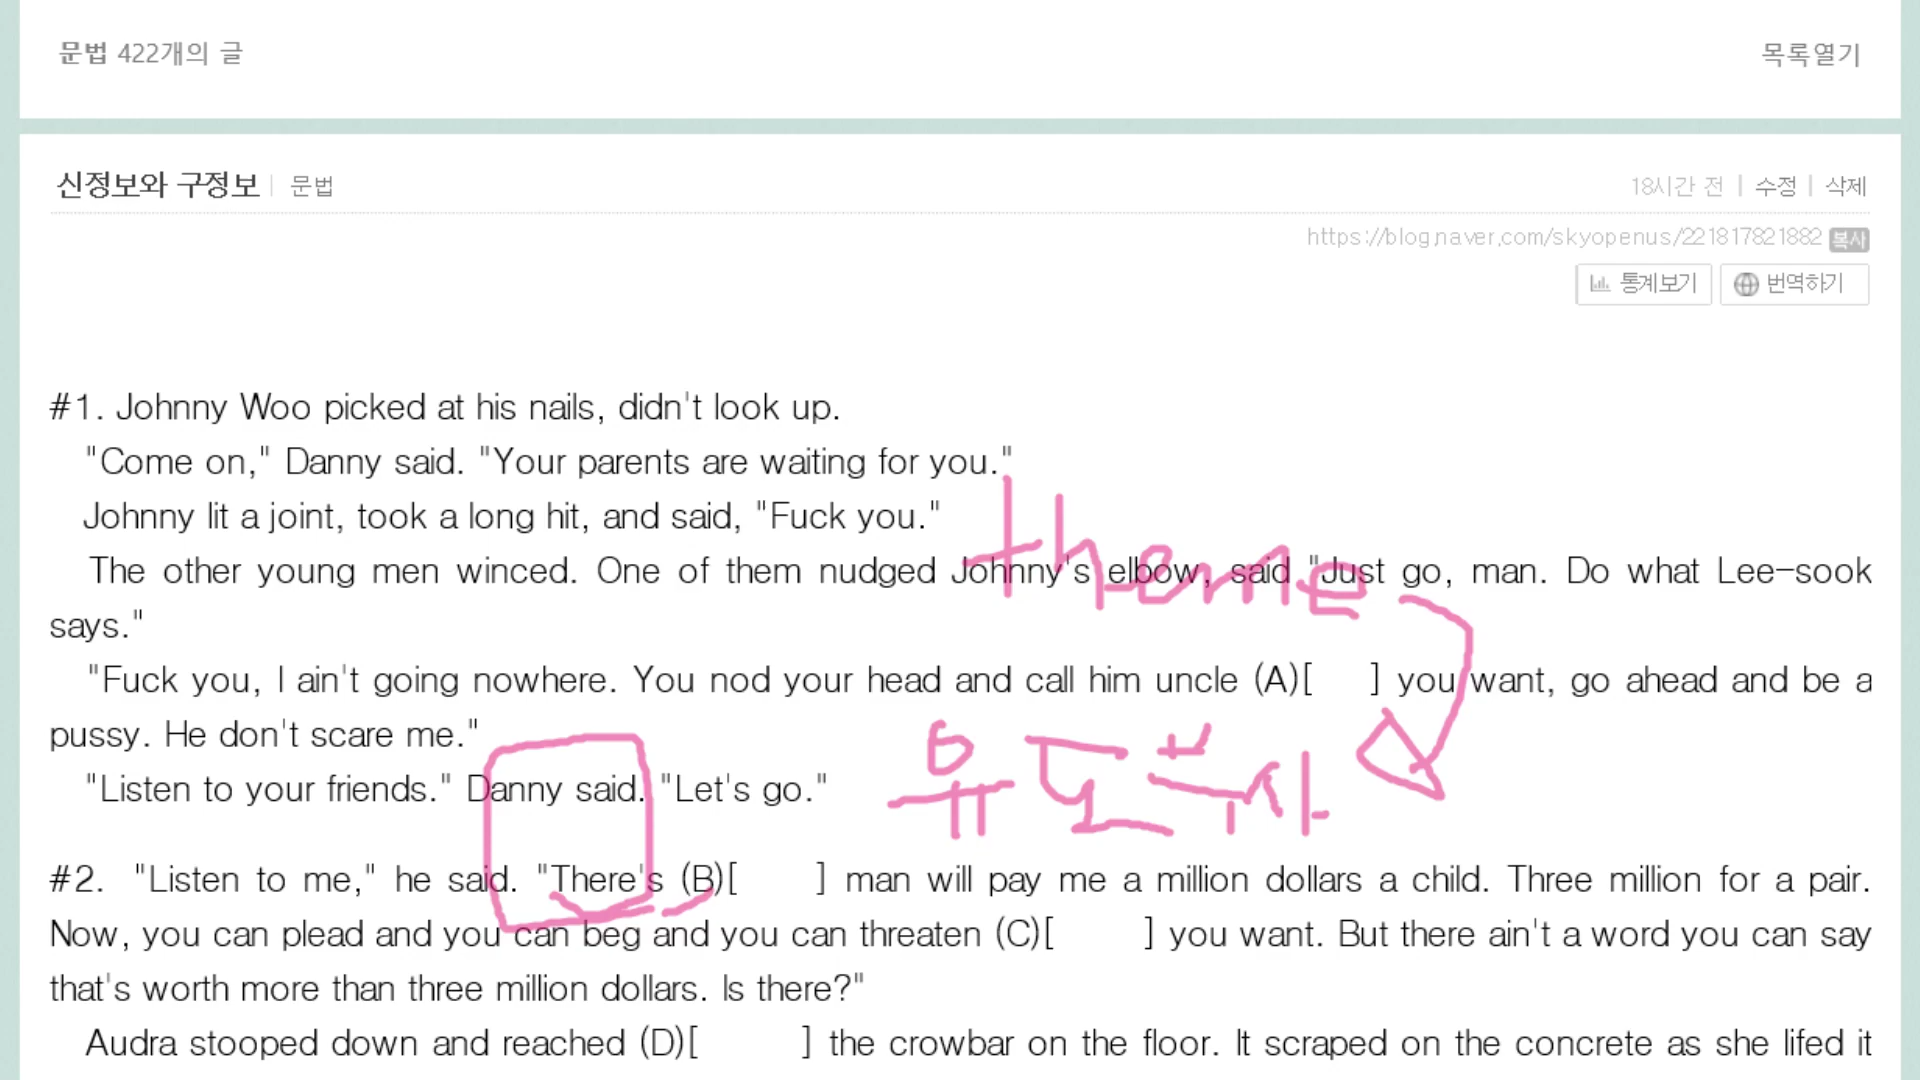 문법 422개의 글
목록열기
신정보와 구정보 | 문법
18시간 전 | 수정 | 삭제
https://blog.naver.com/skyopenus/221817821882 복사
통계보기 번역하기
#1. Johnny Woo picked at his nails, didn't look up.
"Come on," Danny said. "Your parents are waiting for you."
Johnny lit a joint, took a long hit, and said, "Fuck you."
theme
The other young men winced. One of them nudged Johnny's elbow, said "Just go, man. Do what Lee-sook
says."
"Fuck you, I ain't going nowhere. You nod your head and call him uncle (A)[ ] you want, go ahead and be a
pussy. He don't scare me."
유도부사
"Listen to your friends." Danny said. "Let's go."
#2. "Listen to me," he said. "There's (B)[ ] man will pay me a million dollars a child. Three million for a pair.
Now, you can plead and you can beg and you can threaten (C)[ ] you want. But there ain't a word you can say
that's worth more than three million dollars. Is there?"
Audra stooped down and reached (D)[ ] the crowbar on the floor. It scraped on the concrete as she lifed it